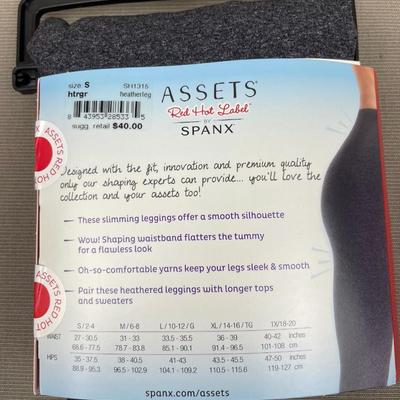 size: S SH1315
htrgr heatherleg
8 43953 28533 5
sugg. retail $40.00
ASSETS®
Red Hot Label™
BY
SPANX®
ASSETS RED HOT
Designed with the fit, innovation and premium quality
only our shaping experts can provide... you'll love the
collection and your assets too!
These slimming leggings offer a smooth silhouette
Wow! Shaping waistband flatters the tummy
for a flawless look
Oh-so-comfortable yarns keep your legs sleek & smooth
Pair these heathered leggings with longer tops
and sweaters
ASSETS RED HOT
S/2-4 M/6-8 L/10-12/G XL/14-16/TG 1X/18-20
WAIST 27 - 30.5 31 - 33 33.5 - 35.5 36 - 39 40-42 inches
68.6 - 77.5 78.7 - 83.8 85.1 - 90.1 91.4 - 96.5 101-108 cm
HIPS 35 - 37.5 38 - 40.5 41-43 43.5 - 45.5 47-50 inches
88.9 - 95.3 96.5 - 102.9 104.1 - 109.2 110.5 - 115.6 119-127 cm
spanx.com/assets